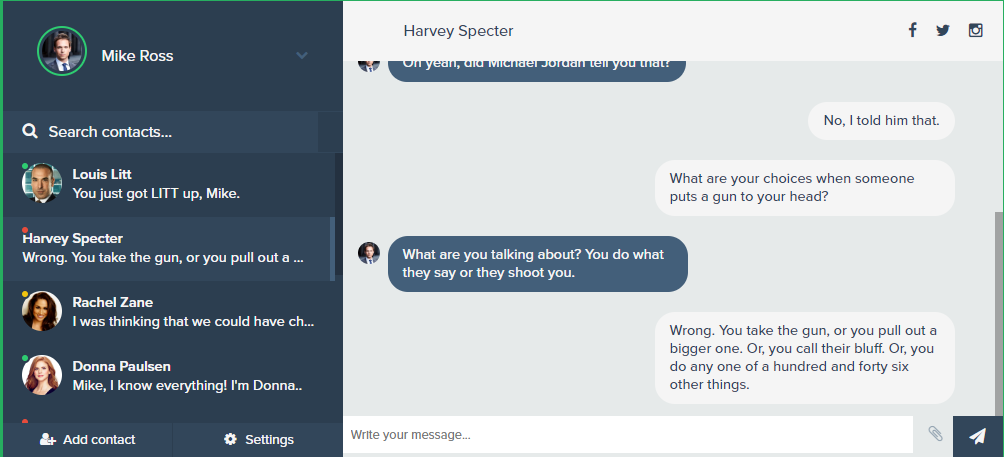 Mike Ross
Search contacts...
Louis Litt
You just got LITT up, Mike.
Harvey Specter
Wrong. You take the gun, or you pull out a ...
Rachel Zane
I was thinking that we could have ch...
Donna Paulsen
Mike, I know everything! I'm Donna..
Add contact
Settings
Harvey Specter
Oh yeah, did Michael Jordan tell you that?
No, I told him that.
What are your choices when someone
puts a gun to your head?
What are you talking about? You do what
they say or they shoot you.
Wrong. You take the gun, or you pull out a
bigger one. Or, you call their bluff. Or, you
do any one of a hundred and forty six
other things.
Write your message...